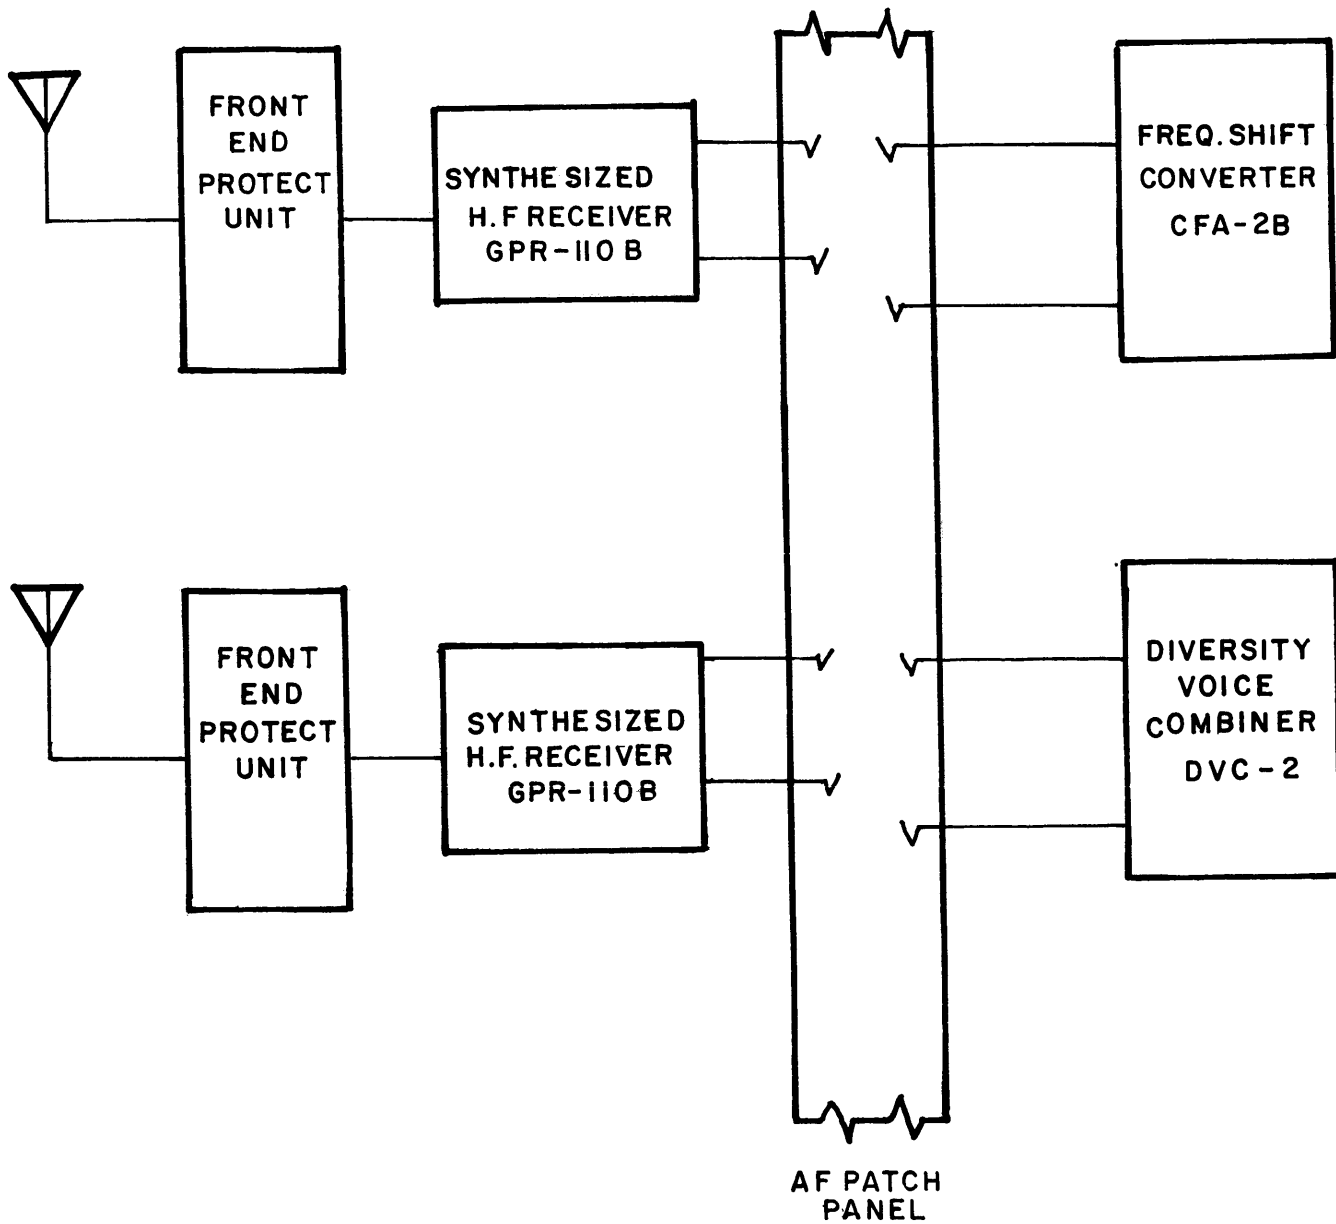 FRONT
END
PROTECT
UNIT
SYNTHESIZED
H.F RECEIVER
GPR-110B
FREQ. SHIFT
CONVERTER
CFA-2B
FRONT
END
PROTECT
UNIT
SYNTHESIZED
H.F. RECEIVER
GPR-110B
DIVERSITY
VOICE
COMBINER
DVC-2
AF PATCH
PANEL